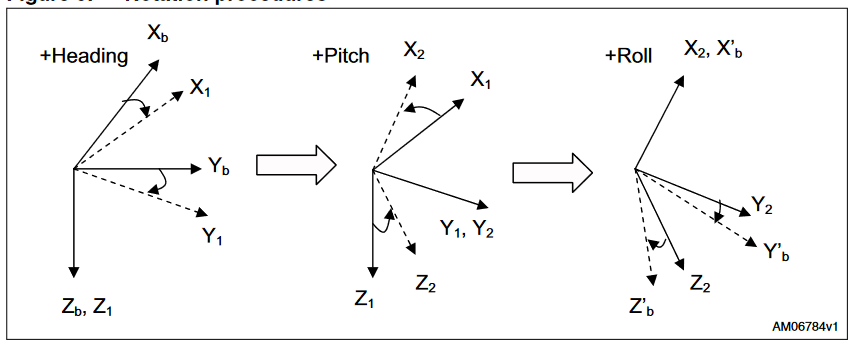 +Heading
Xb
X1
Yb
Y1
Zb, Z1
+Pitch
X2
X1
Y1, Y2
Z2
Z1
+Roll
X2, X'b
Y2
Y'b
Z2
Z'b
AM06784v1